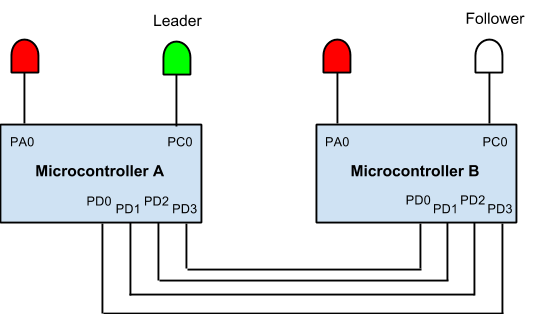 Leader
Follower
PA0
PC0
PA0
PC0
Microcontroller A
Microcontroller B
PD0
PD1
PD2
PD3
PD0
PD1
PD2
PD3